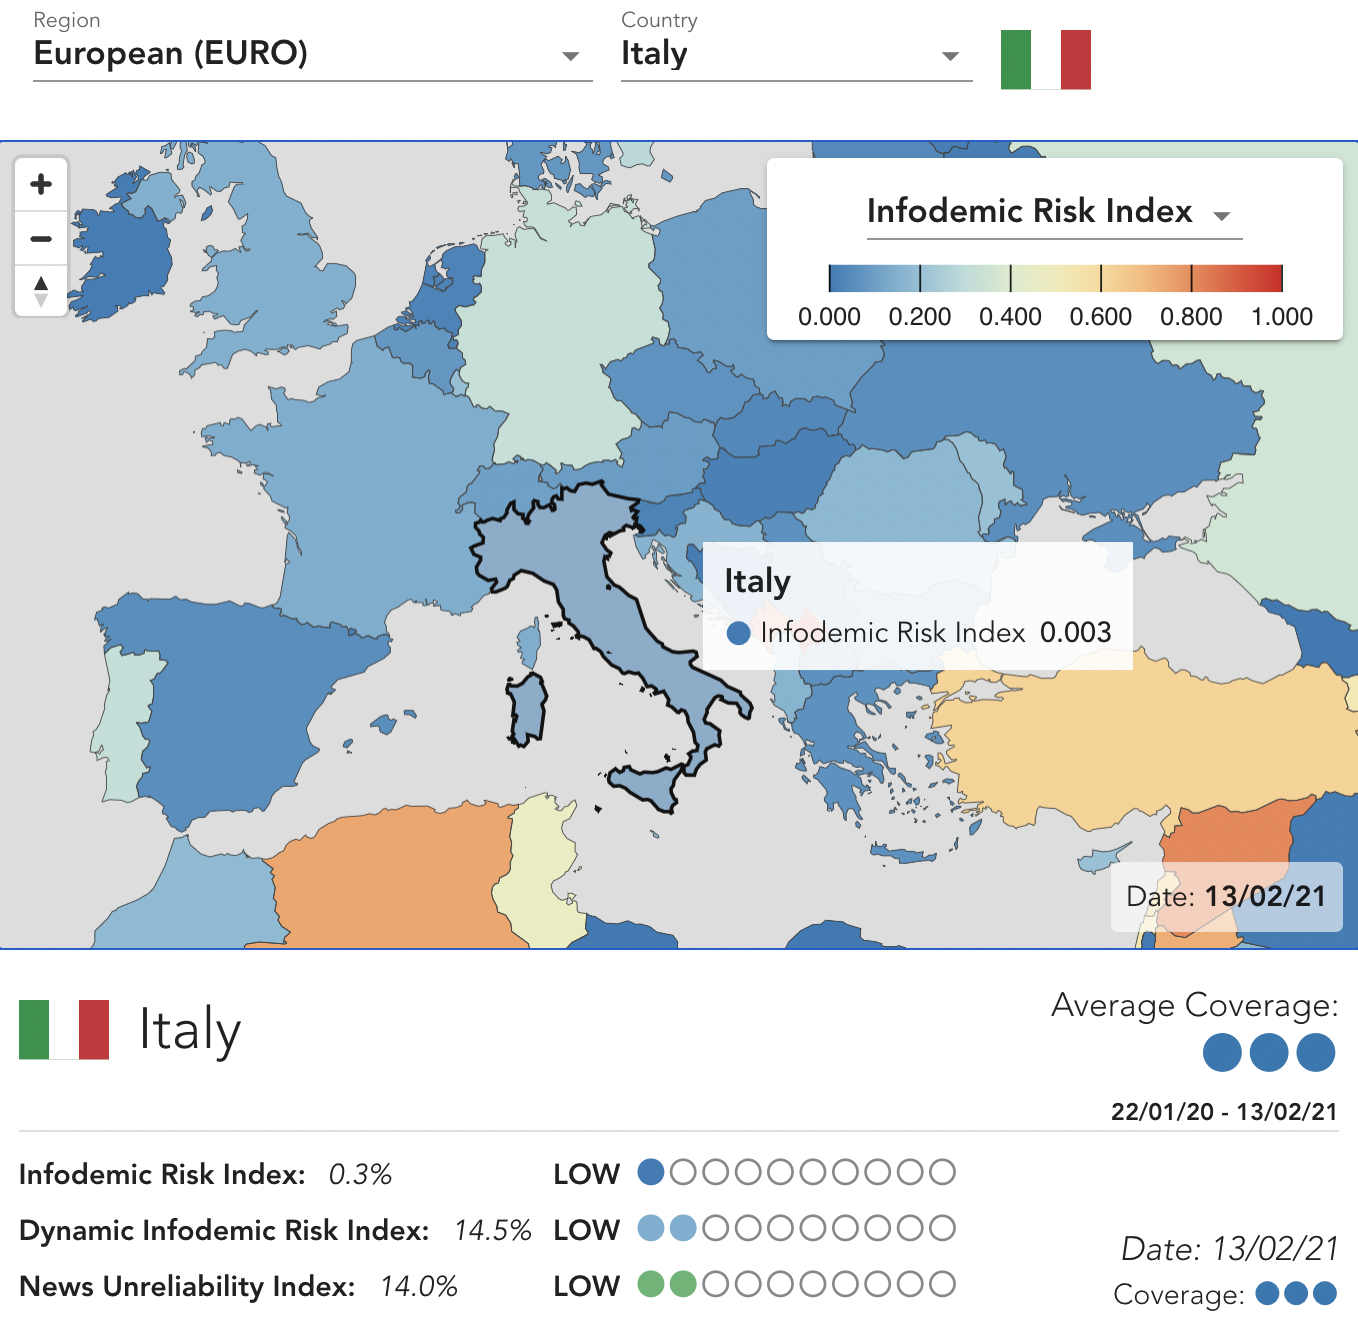 Region
European (EURO)
Country
Italy
+
−
Infodemic Risk Index
0.000 0.200 0.400 0.600 0.800 1.000
Italy
Infodemic Risk Index 0.003
Date: 13/02/21
Italy
Average Coverage:
22/01/20 - 13/02/21
Infodemic Risk Index: 0.3% LOW
Dynamic Infodemic Risk Index: 14.5% LOW
News Unreliability Index: 14.0% LOW
Date: 13/02/21
Coverage: